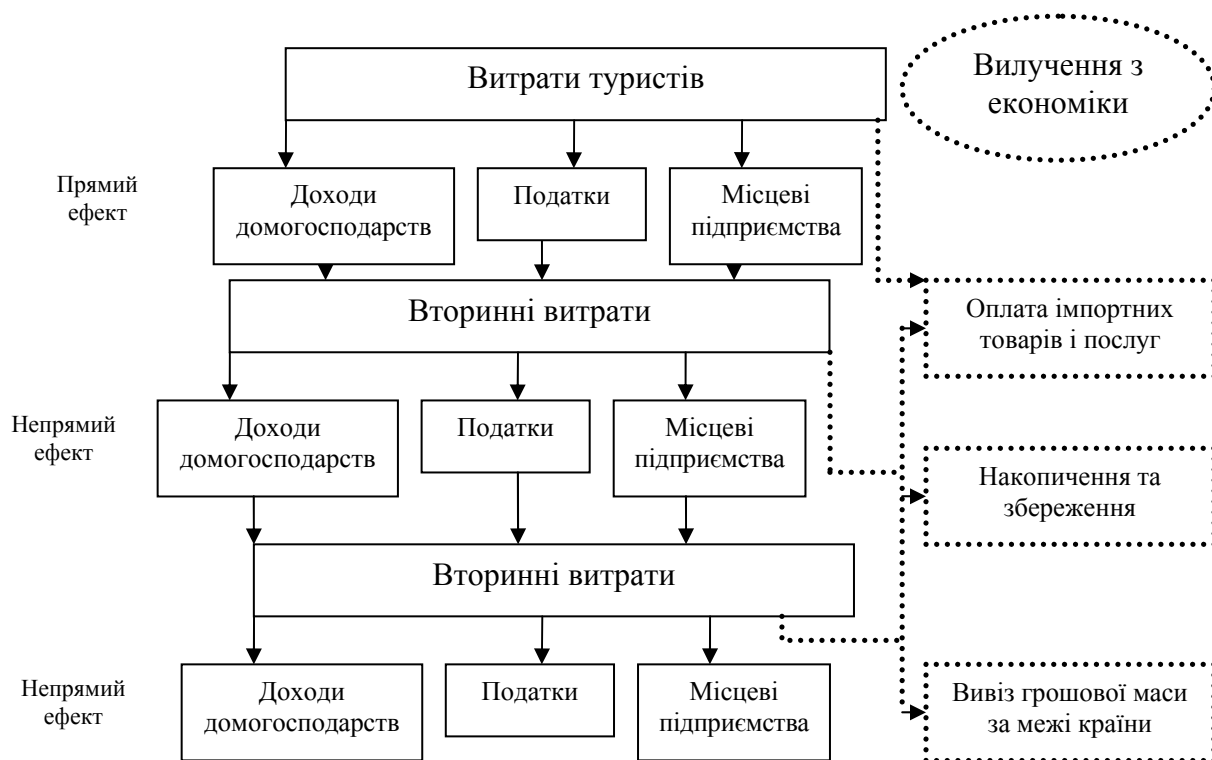 Витрати туристів
Вилучення з
економіки
Прямий
ефект
Доходи
домогосподарств
Податки
Місцеві
підприємства
Вторинні витрати
Оплата імпортних
товарів і послуг
Непрямий
ефект
Доходи
домогосподарств
Податки
Місцеві
підприємства
Накопичення та
збереження
Вторинні витрати
Непрямий
ефект
Доходи
домогосподарств
Податки
Місцеві
підприємства
Вивіз грошової маси
за межі країни